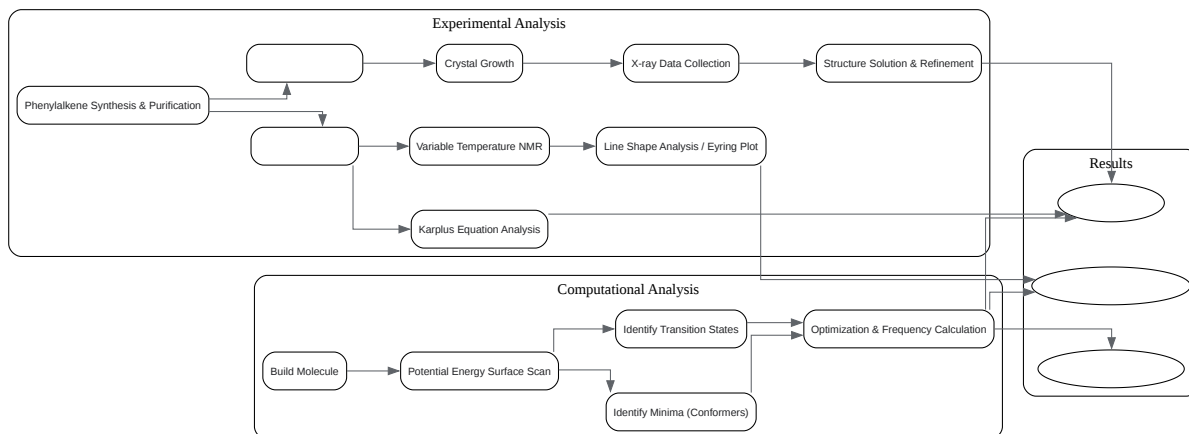 Experimental Analysis
Crystal Growth
X-ray Data Collection
Structure Solution & Refinement
Phenylalkene Synthesis & Purification
Variable Temperature NMR
Line Shape Analysis / Eyring Plot
Karplus Equation Analysis
Results
Computational Analysis
Identify Transition States
Optimization & Frequency Calculation
Build Molecule
Potential Energy Surface Scan
Identify Minima (Conformers)